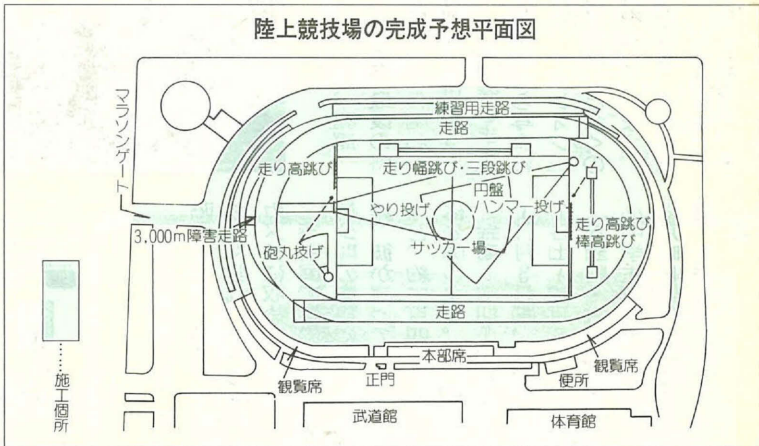 陸上競技場の完成予想平面図
マラソンゲート
練習用走路
走路
走り高跳び
走り幅跳び・三段跳び
円盤
ハンマー投げ
やり投げ
走り高跳び
棒高跳び
3,000m障害走路
サッカー場
砲丸技げ
走路
本部席
観覧席
正門
観覧席
便所
武道館
体育館
施工個所